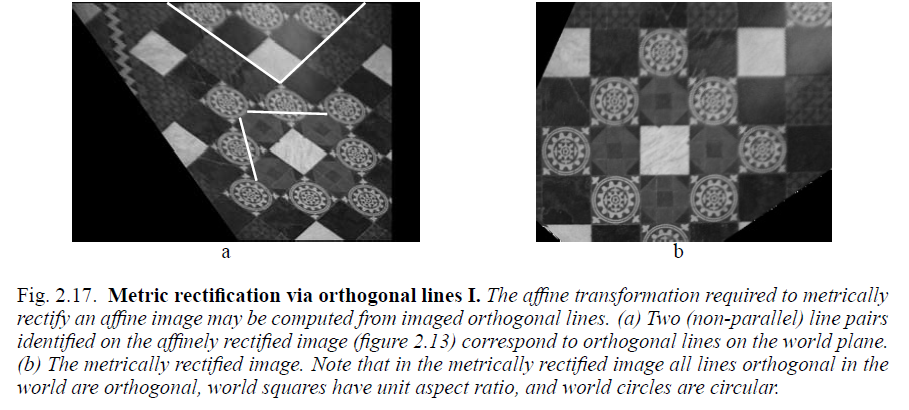 a
b
Fig. 2.17. Metric rectification via orthogonal lines I. The affine transformation required to metrically
rectify an affine image may be computed from imaged orthogonal lines. (a) Two (non-parallel) line pairs
identified on the affinely rectified image (figure 2.13) correspond to orthogonal lines on the world plane.
(b) The metrically rectified image. Note that in the metrically rectified image all lines orthogonal in the
world are orthogonal, world squares have unit aspect ratio, and world circles are circular.